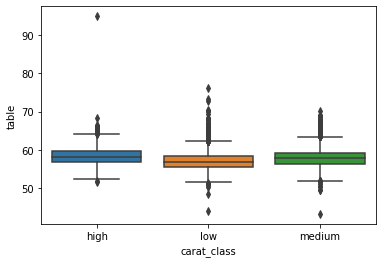 90
80
70
60
50
table
high
low
medium
carat_class